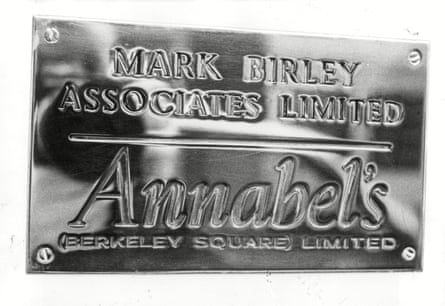 MARK BIRLEY
ASSOCIATES LIMITED
Annabel's
(BERKELEY SQUARE) LIMITED